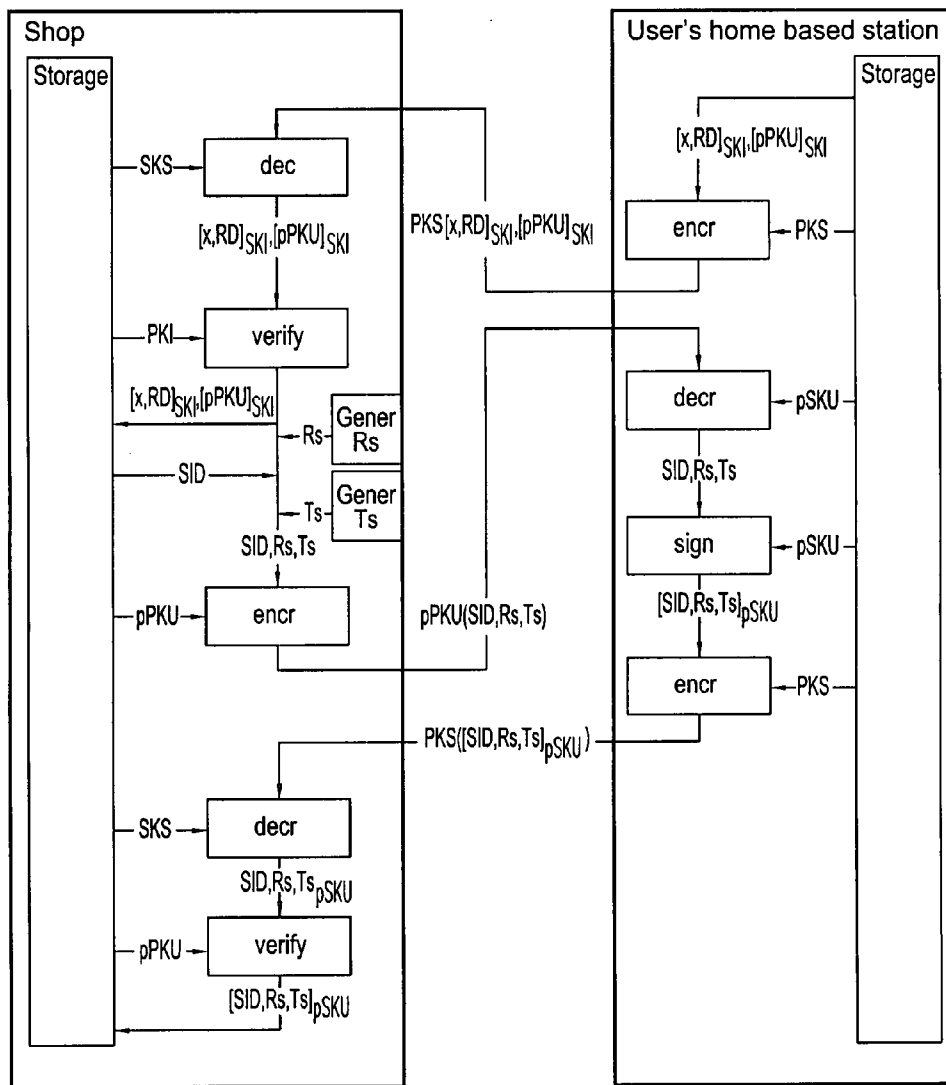 Shop
User's home based station
Storage
Storage
[x,RD]SKI,[pPKU]SKI
SKS
dec
PKS[x,RD]SKI,[pPKU]SKI
encr
PKS
[x,RD]SKI,[pPKU]SKI
PKI
verify
[x,RD]SKI,[pPKU]SKI
Gener
Rs
Rs
decr
pSKU
SID
SID,Rs,Ts
Gener
Ts
Ts
SID,Rs,Ts
sign
pSKU
pPKU
encr
pPKU(SID,Rs,Ts)
[SID,Rs,Ts]pSKU
encr
PKS
PKS([SID,Rs,Ts]pSKU)
SKS
decr
SID,Rs,TspSKU
pPKU
verify
[SID,Rs,Ts]pSKU